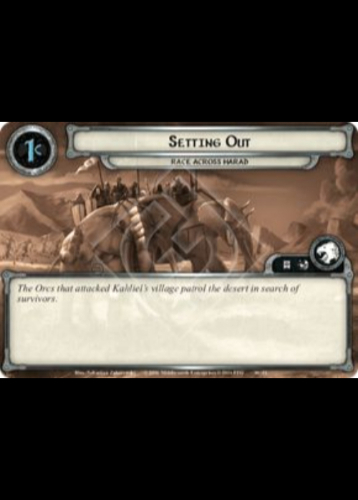 1
SETTING OUT
RACE ACROSS HARAD
The Orcs that attacked Kahliel's village patrol the desert in search of
survivors.